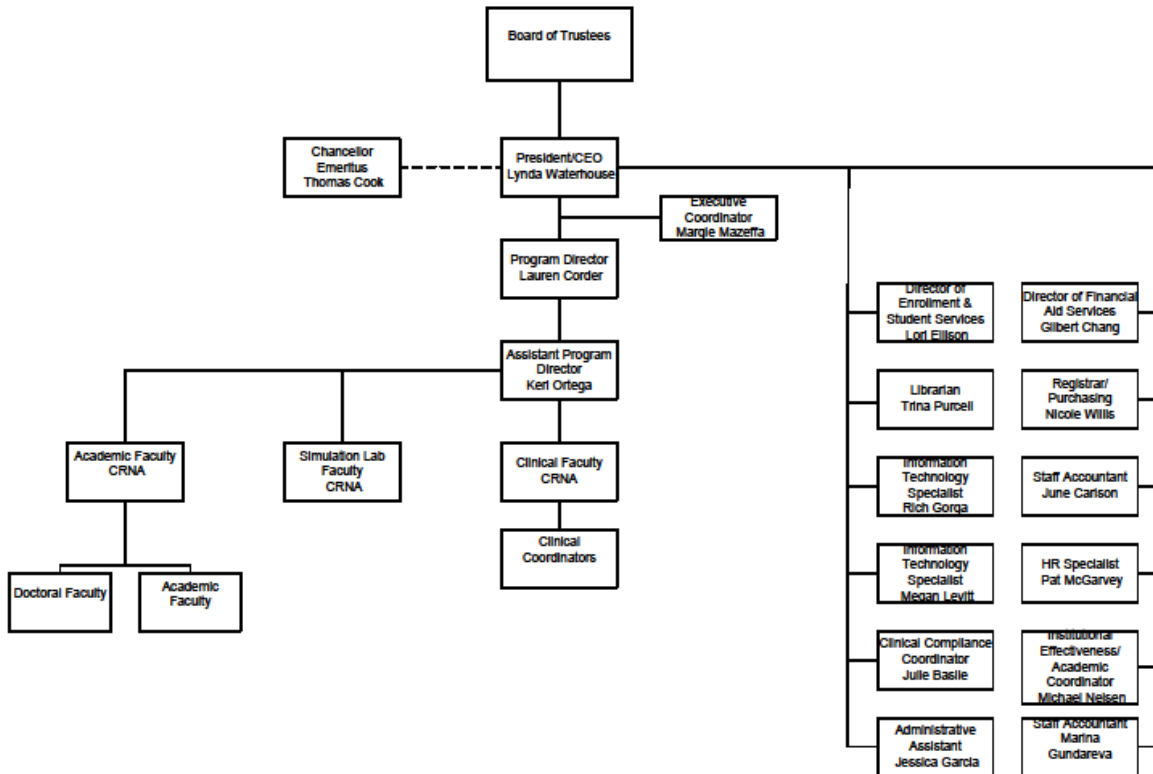 Board of Trustees
Chancellor
Emeritus
Thomas Cook
President/CEO
Lynda Waterhouse
Executive
Coordinator
Margie Mazeffa
Program Director
Lauren Corder
Director of
Enrollment &
Student Services
Lori Ellison
Director of Financial
Aid Services
Gilbert Chang
Assistant Program
Director
Keri Ortega
Librarian
Trina Purcell
Registrar/
Purchasing
Nicole Willis
Academic Faculty
CRNA
Simulation Lab
Faculty
CRNA
Clinical Faculty
CRNA
Information
Technology
Specialist
Rich Gorga
Staff Accountant
June Carlson
Clinical
Coordinators
Information
Technology
Specialist
Megan Levitt
HR Specialist
Pat McGarvey
Doctoral Faculty
Academic
Faculty
Clinical Compliance
Coordinator
Julie Basile
Institutional
Effectiveness/
Academic
Coordinator
Michael Nelsen
Administrative
Assistant
Jessica Garcia
Staff Accountant
Marina
Gundareva